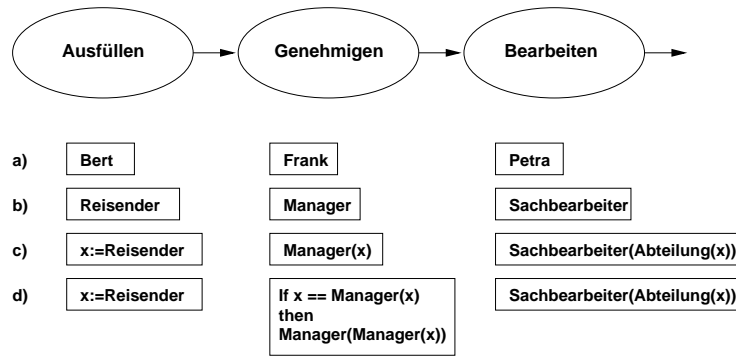 Ausfüllen Genehmigen Bearbeiten
a) Bert Frank Petra
b) Reisender Manager Sachbearbeiter
c) x:=Reisender Manager(x) Sachbearbeiter(Abteilung(x))
d) x:=Reisender If x == Manager(x) Sachbearbeiter(Abteilung(x))
then
Manager(Manager(x))